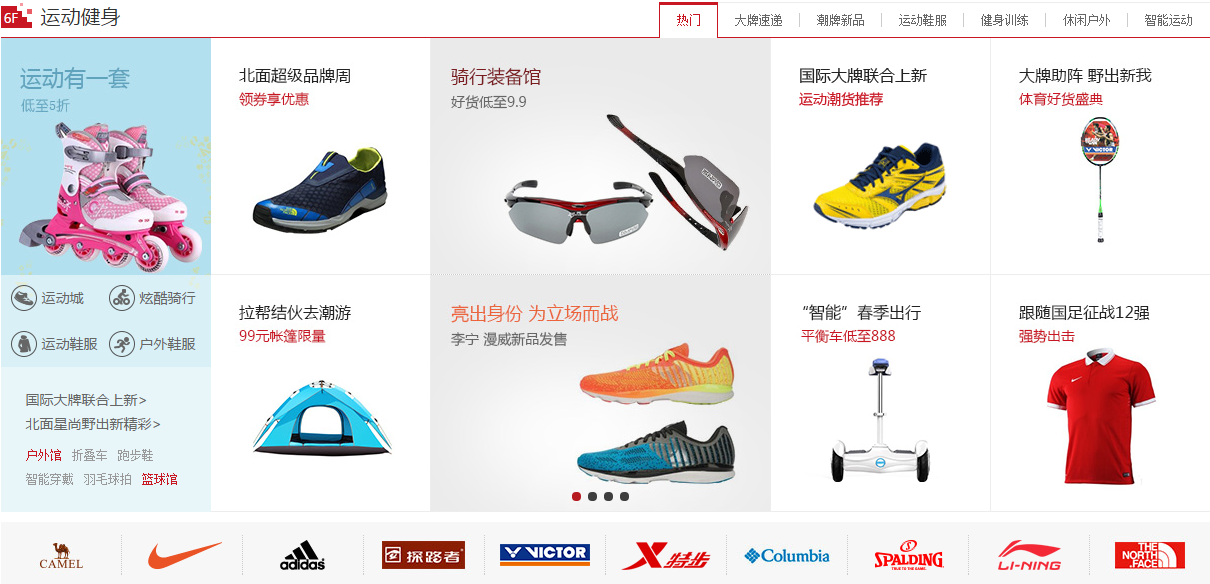 6F 运动健身
热门 大牌速递 潮牌新品 运动鞋服 健身训练 休闲户外 智能运动
运动有一套
低至5折
运动城 炫酷骑行
运动鞋服 户外鞋服
国际大牌联合上新>
北面星尚野出新精彩>
户外馆 折叠车 跑步鞋
智能穿戴 羽毛球拍 篮球馆
北面超级品牌周
领券享优惠
骑行装备馆
好货低至9.9
国际大牌联合上新
运动潮货推荐
大牌助阵 野出新我
体育好货盛典
VICTOR
拉帮结伙去潮游
99元帐篷限量
亮出身份 为立场而战
李宁 漫威新品发售
“智能”春季出行
平衡车低至888
跟随国足征战12强
强势出击
CAMEL
adidas
探路者
VICTOR
X特步
Columbia
SPALDING
TRUE TO THE GAME
LI-NING
THE
NORTH
FACE